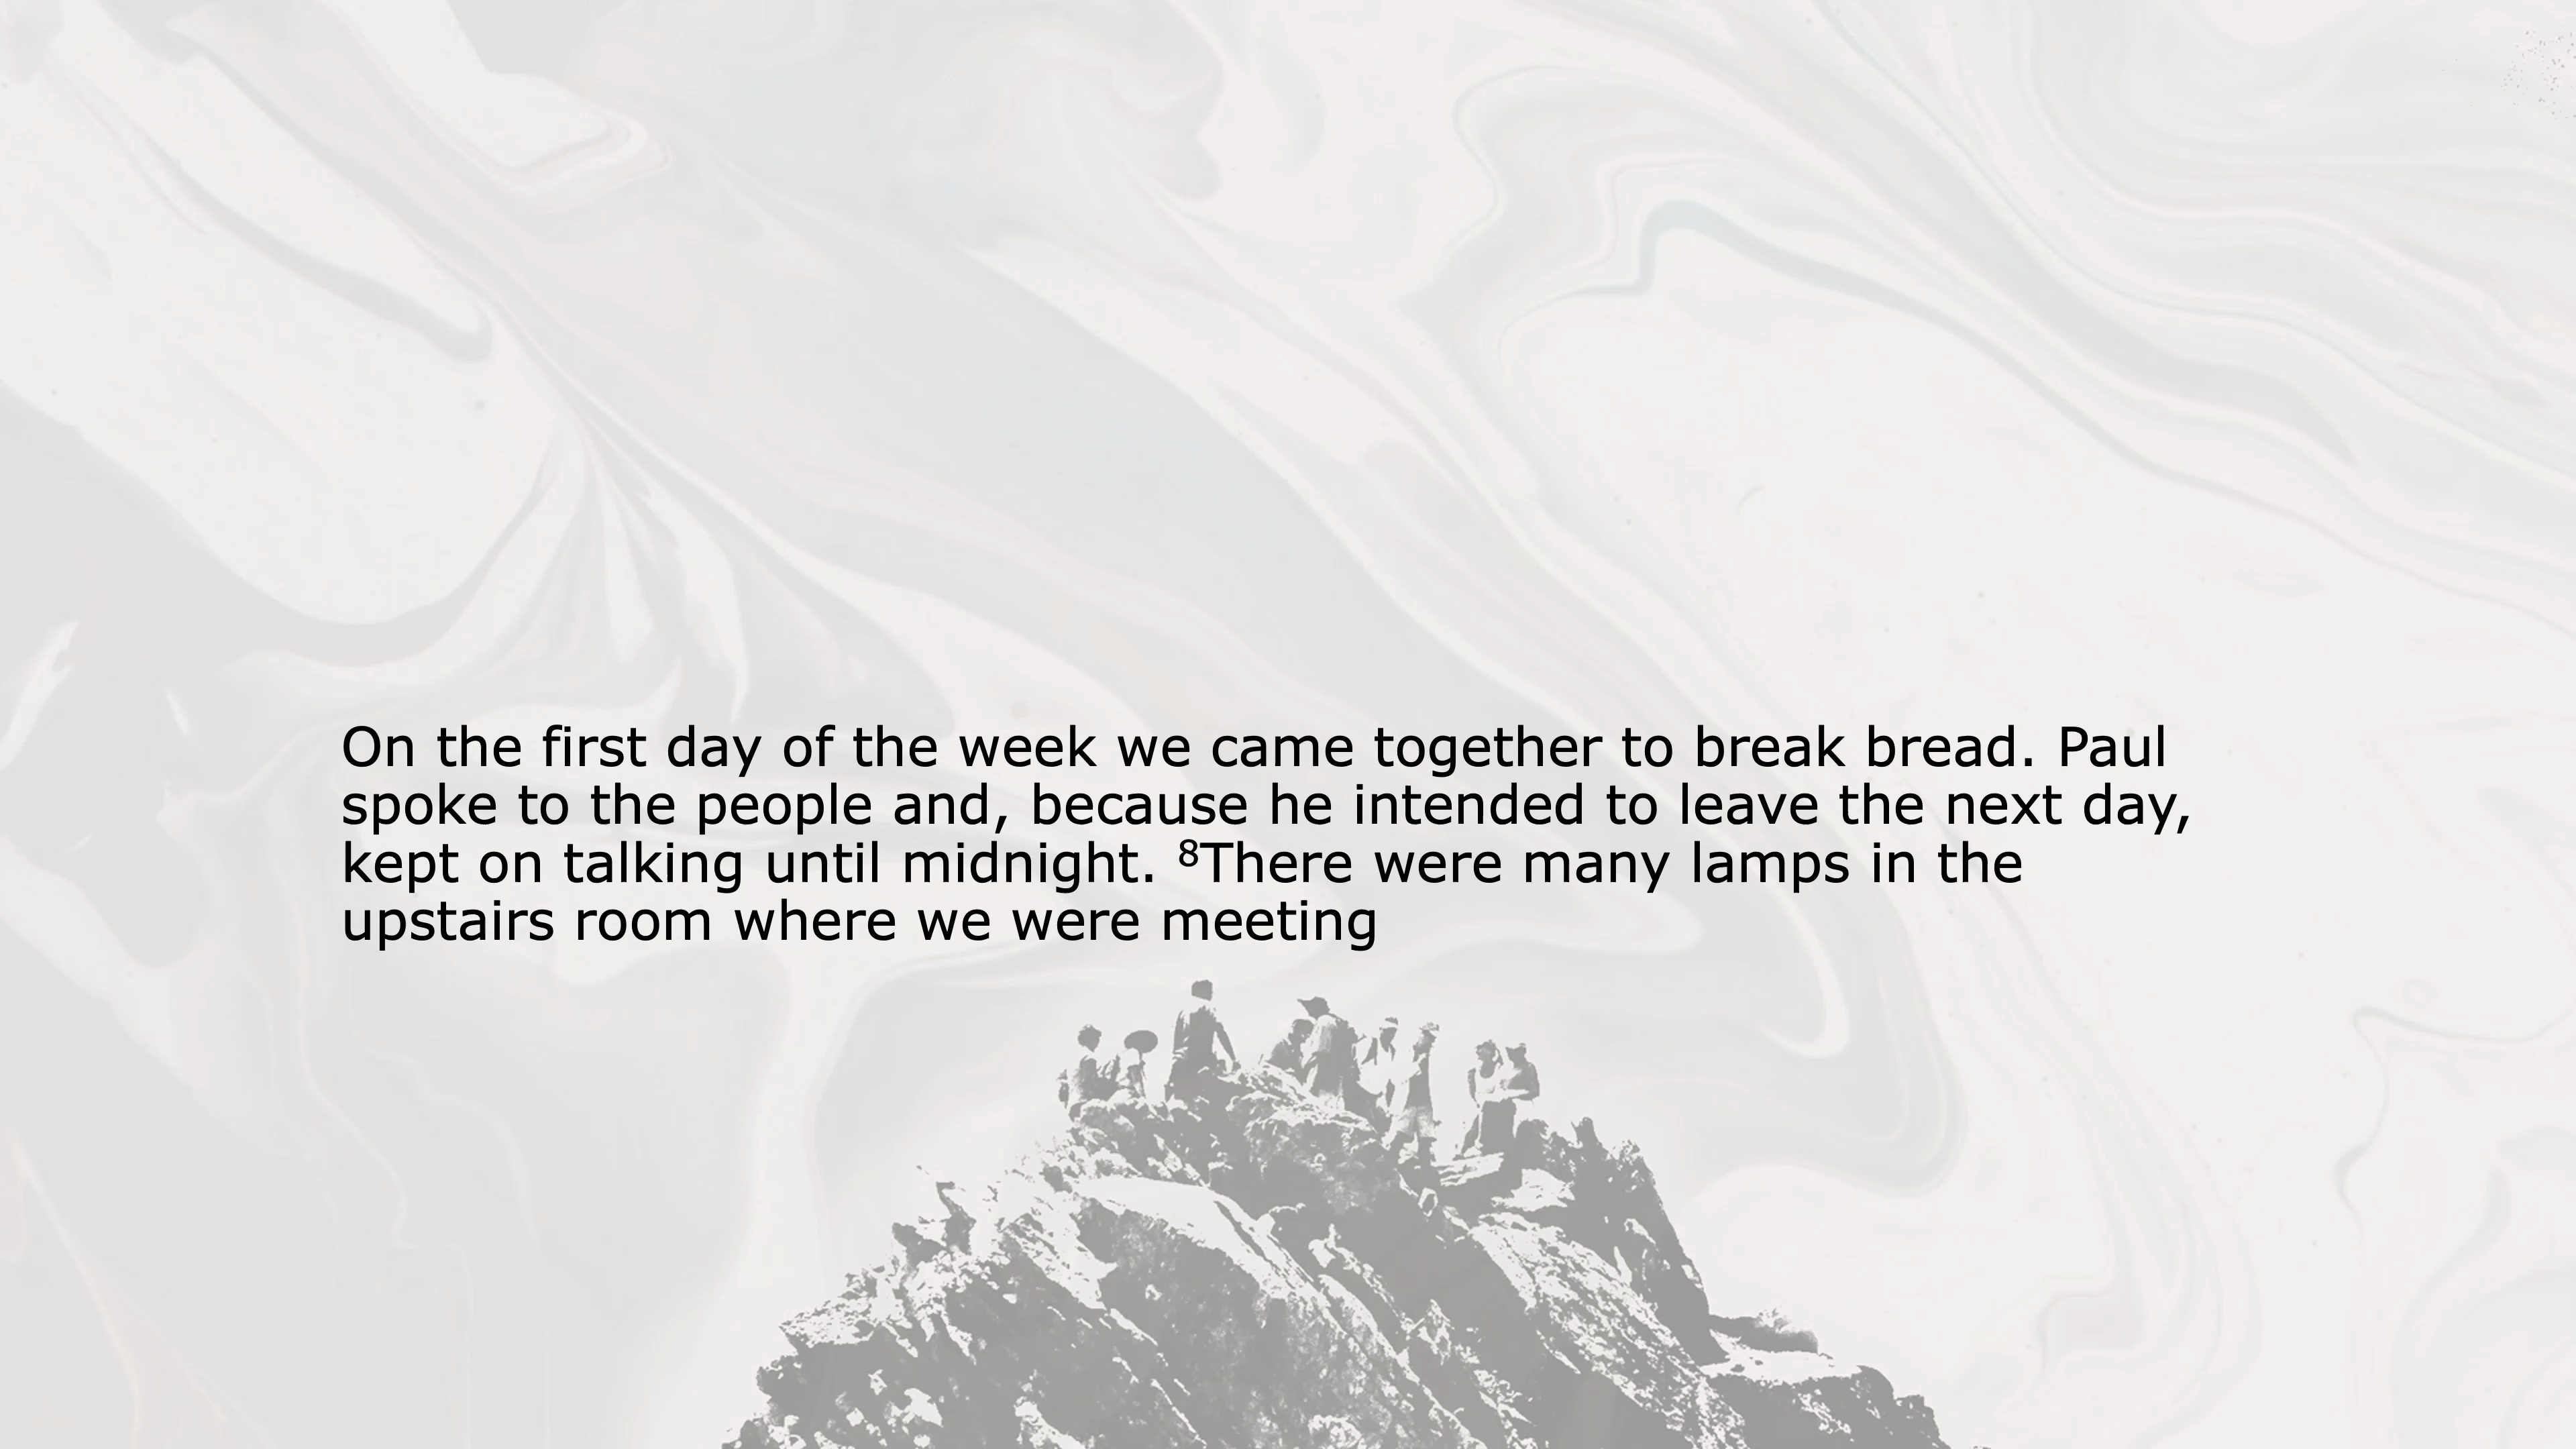 On the first day of the week we came together to break bread. Paul
spoke to the people and, because he intended to leave the next day,
kept on talking until midnight. ⁸There were many lamps in the
upstairs room where we were meeting